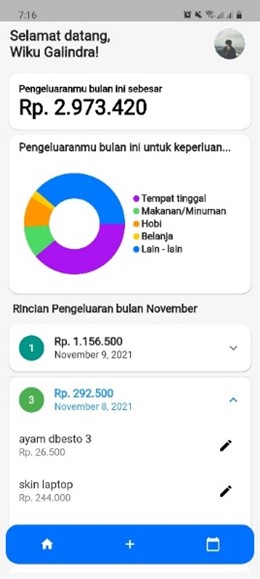 7:16
Selamat datang,
Wiku Galindra!
Pengeluaranmu bulan ini sebesar
Rp. 2.973.420
Pengeluaranmu bulan ini untuk keperluan...
Tempat tinggal
Makanan/Minuman
Hobi
Belanja
Lain - lain
Rincian Pengeluaran bulan November
1
Rp. 1.156.500
November 9, 2021
3
Rp. 292.500
November 8, 2021
ayam dbesto 3
Rp. 26.500
skin laptop
Rp. 244.000